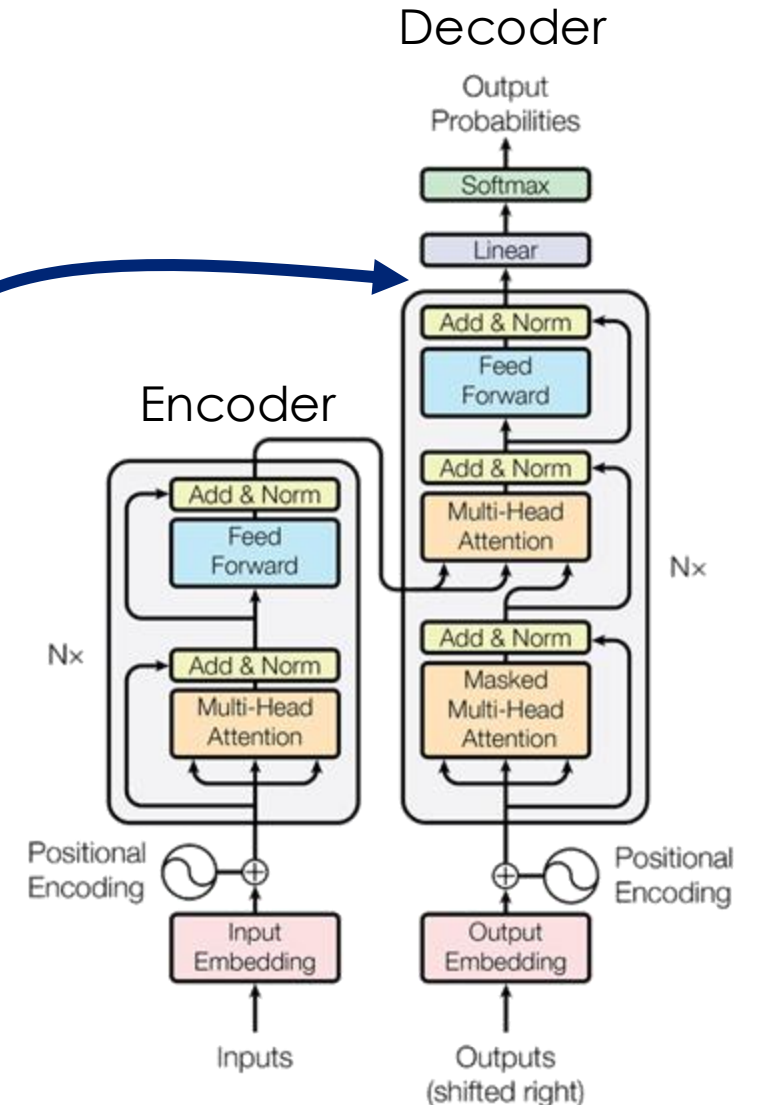 Decoder
Output
Probabilities
Softmax
Linear
Add & Norm
Feed
Forward
Add & Norm
Multi-Head
Attention
Nx
Add & Norm
Masked
Multi-Head
Attention
Positional
Encoding
Output
Embedding
Outputs
(shifted right)
Encoder
Add & Norm
Feed
Forward
Nx
Add & Norm
Multi-Head
Attention
Positional
Encoding
Input
Embedding
Inputs